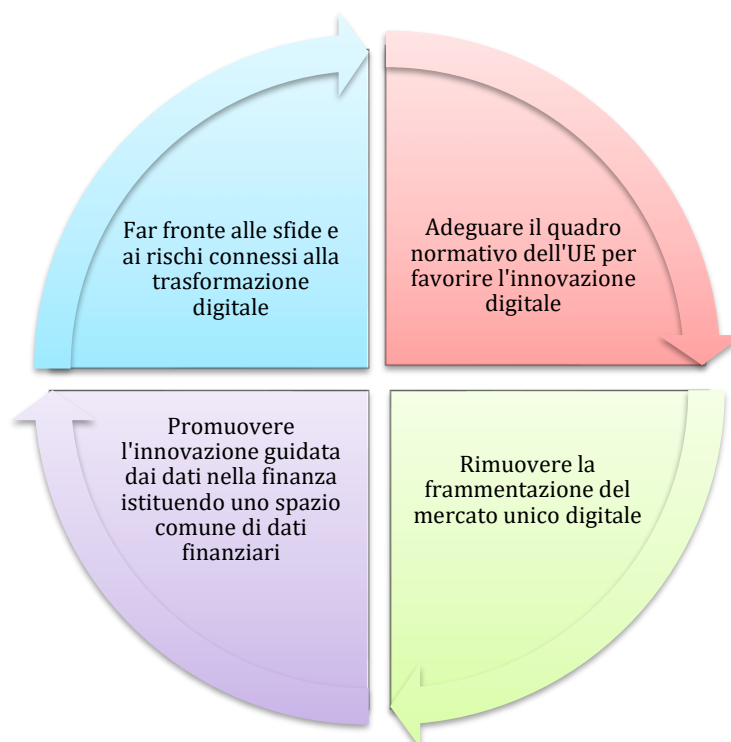 Far fronte alle sfide e
ai rischi connessi alla
trasformazione
digitale
Adeguare il quadro
normativo dell'UE per
favorire l'innovazione
digitale
Promuovere
l'innovazione guidata
dai dati nella finanza
istituendo uno spazio
comune di dati
finanziari
Rimuovere la
frammentazione del
mercato unico digitale